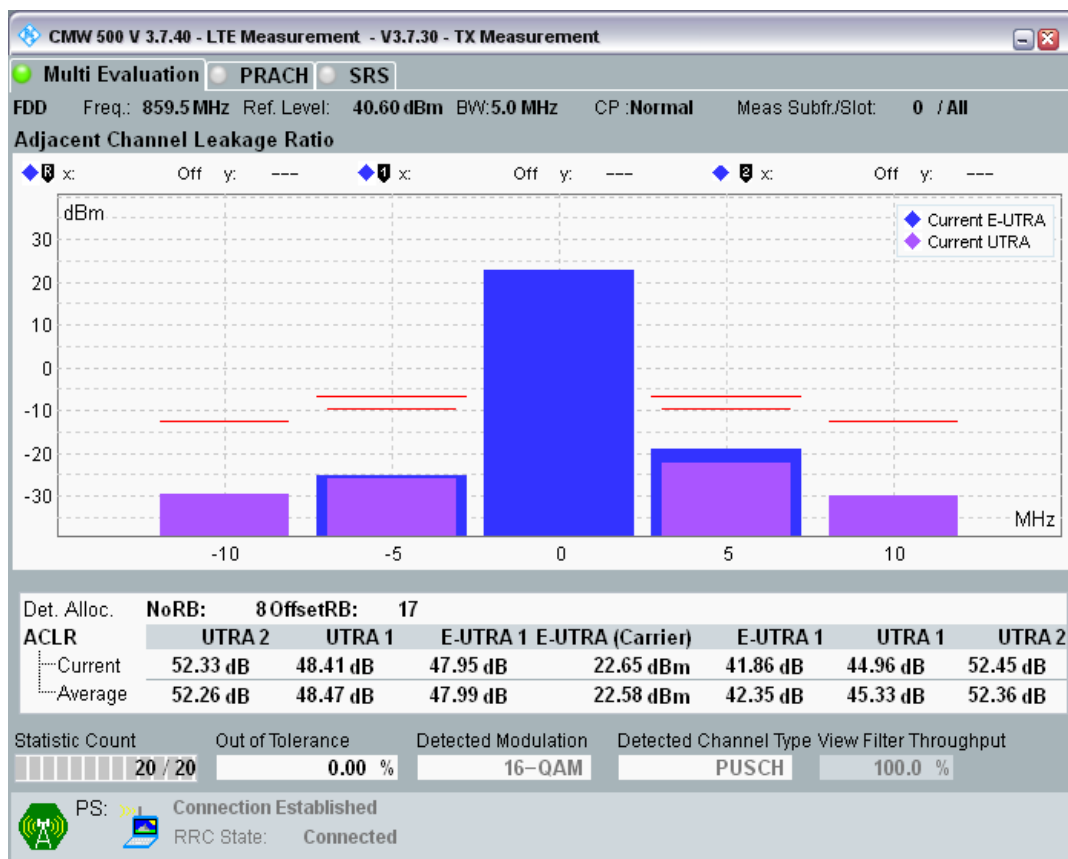 CMW 500 V 3.7.40 - LTE Measurement - V3.7.30 - TX Measurement
Multi Evaluation PRACH SRS
FDD Freq.: 859.5 MHz Ref. Level: 40.60 dBm BW:5.0 MHz CP :Normal Meas Subfr./Slot: 0 / All
Adjacent Channel Leakage Ratio
R x: Off y: --- 1 x: Off y: --- 2 x: Off y: ---
dBm
Current E-UTRA
Current UTRA
30
20
10
0
-10
-20
-30
MHz
-10 -5 0 5 10
Det. Alloc. NoRB: 8 OffsetRB: 17
ACLR UTRA 2 UTRA 1 E-UTRA 1 E-UTRA (Carrier) E-UTRA 1 UTRA 1 UTRA 2
Current 52.33 dB 48.41 dB 47.95 dB 22.65 dBm 41.86 dB 44.96 dB 52.45 dB
Average 52.26 dB 48.47 dB 47.99 dB 22.58 dBm 42.35 dB 45.33 dB 52.36 dB
Statistic Count Out of Tolerance Detected Modulation Detected Channel Type View Filter Throughput
20 / 20 0.00 % 16-QAM PUSCH 100.0 %
PS: Connection Established
RRC State: Connected